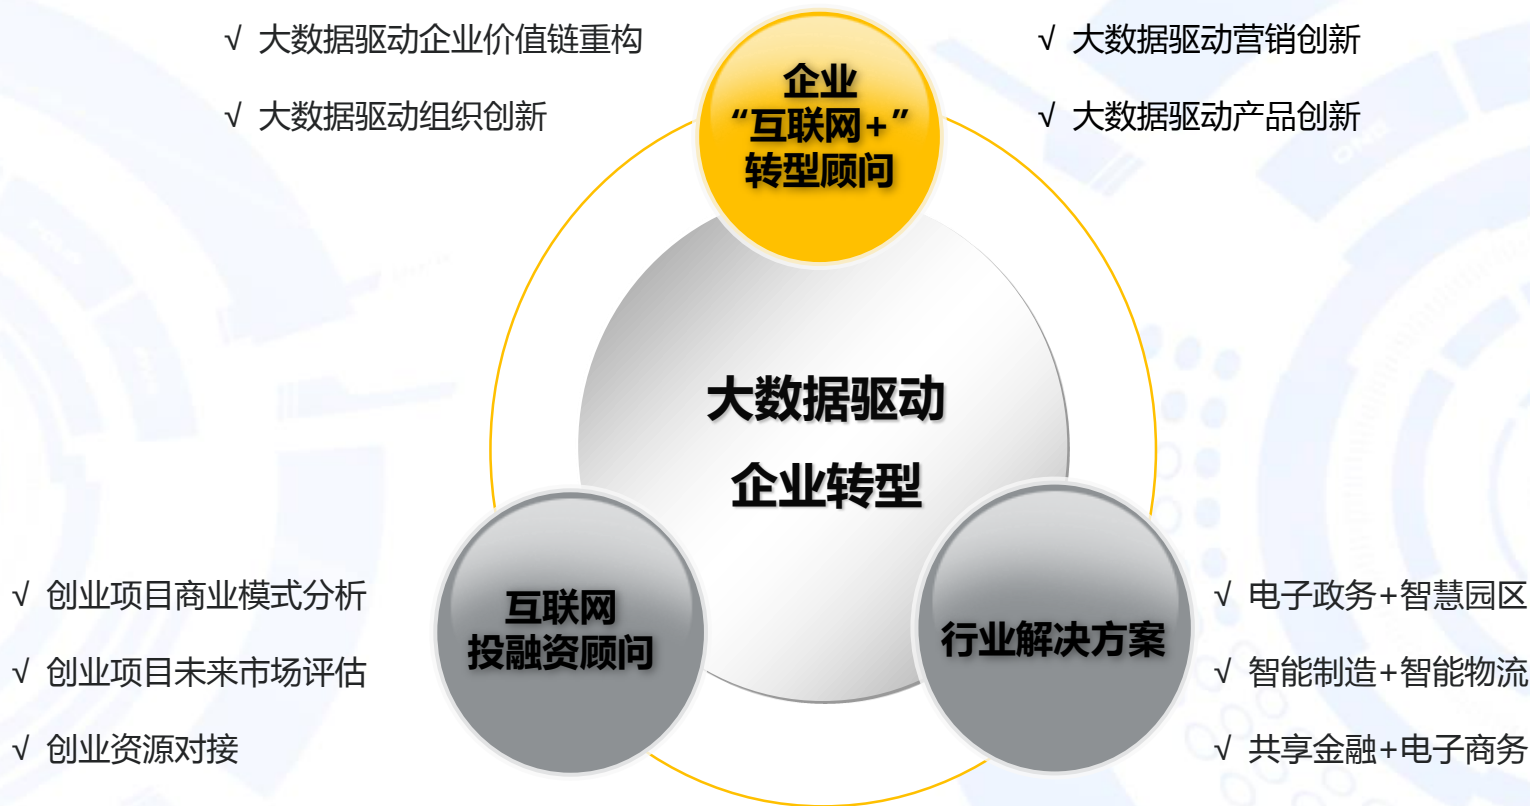 √ 大数据驱动企业价值链重构
√ 大数据驱动组织创新
企业
“互联网+”
转型顾问
√ 大数据驱动营销创新
√ 大数据驱动产品创新
大数据驱动
企业转型
√ 创业项目商业模式分析
√ 创业项目未来市场评估
√ 创业资源对接
互联网
投融资顾问
行业解决方案
√ 电子政务+智慧园区
√ 智能制造+智能物流
√ 共享金融+电子商务